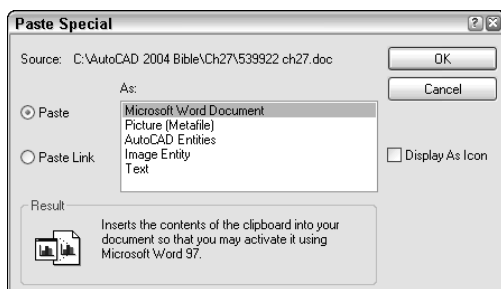 Paste Special
Source: C:\AutoCAD 2004 Bible\Ch27\539922 ch27.doc
OK
Cancel
As:
Paste
Paste Link
Microsoft Word Document
Picture (Metafile)
AutoCAD Entities
Image Entity
Text
Display As Icon
Result
Inserts the contents of the clipboard into your
document so that you may activate it using
Microsoft Word 97.